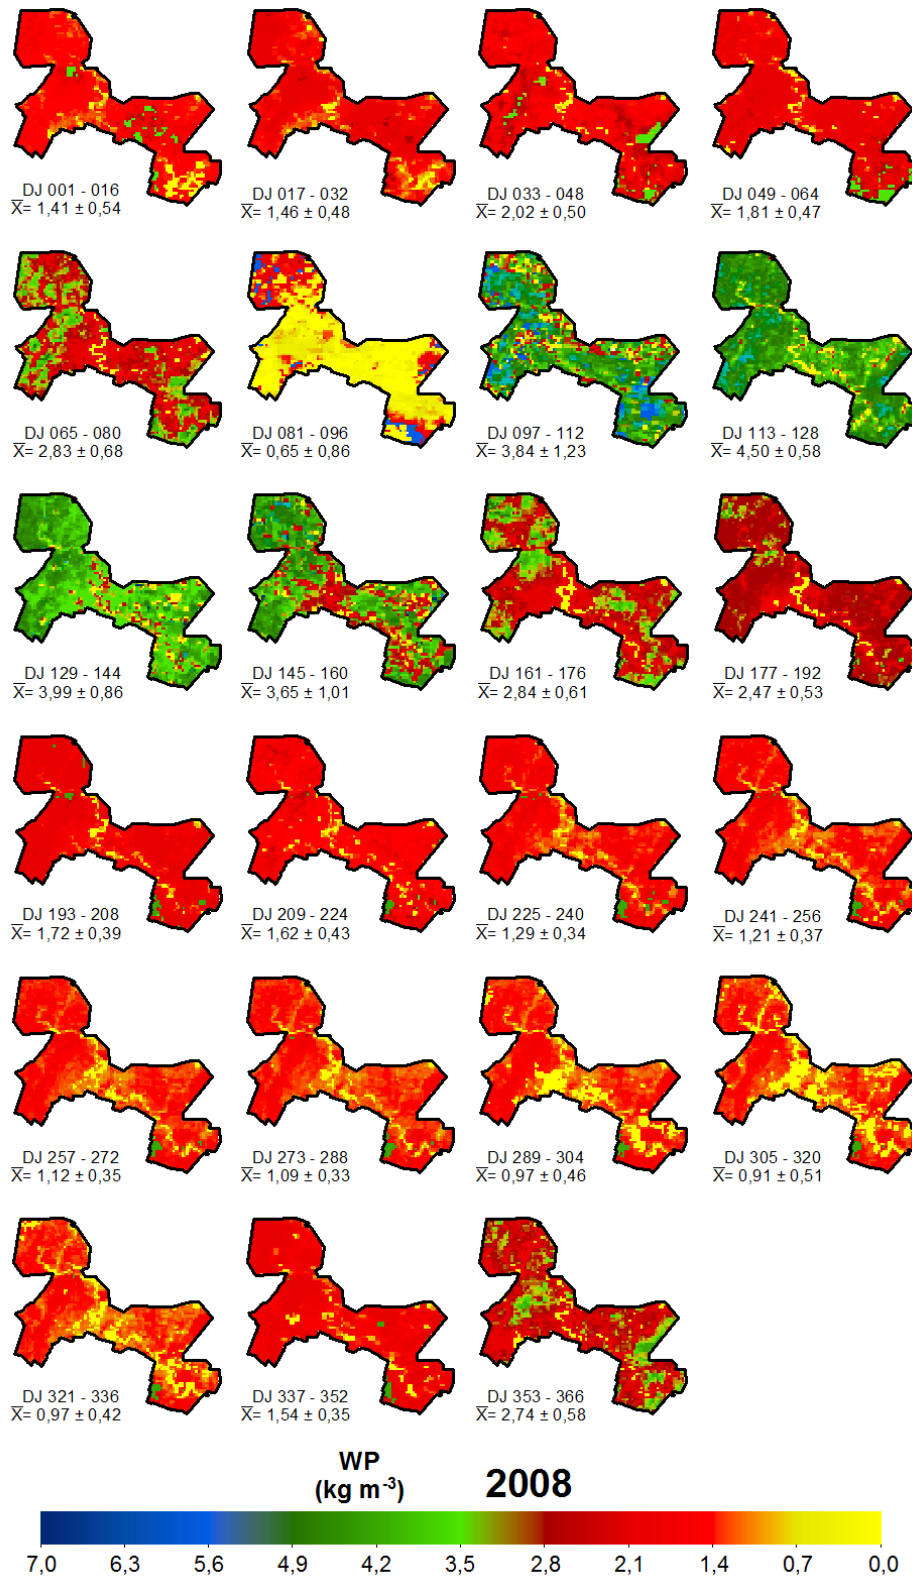 DJ 001 - 016
X= 1,41 ± 0,54
DJ 017 - 032
X= 1,46 ± 0,48
DJ 033 - 048
X= 2,02 ± 0,50
DJ 049 - 064
X= 1,81 ± 0,47
DJ 065 - 080
X= 2,83 ± 0,68
DJ 081 - 096
X= 0,65 ± 0,86
DJ 097 - 112
X= 3,84 ± 1,23
DJ 113 - 128
X= 4,50 ± 0,58
DJ 129 - 144
X= 3,99 ± 0,86
DJ 145 - 160
X= 3,65 ± 1,01
DJ 161 - 176
X= 2,84 ± 0,61
DJ 177 - 192
X= 2,47 ± 0,53
DJ 193 - 208
X= 1,72 ± 0,39
DJ 209 - 224
X= 1,62 ± 0,43
DJ 225 - 240
X= 1,29 ± 0,34
DJ 241 - 256
X= 1,21 ± 0,37
DJ 257 - 272
X= 1,12 ± 0,35
DJ 273 - 288
X= 1,09 ± 0,33
DJ 289 - 304
X= 0,97 ± 0,46
DJ 305 - 320
X= 0,91 ± 0,51
DJ 321 - 336
X= 0,97 ± 0,42
DJ 337 - 352
X= 1,54 ± 0,35
DJ 353 - 366
X= 2,74 ± 0,58
WP
(kg m⁻³)
2008
7,0 6,3 5,6 4,9 4,2 3,5 2,8 2,1 1,4 0,7 0,0